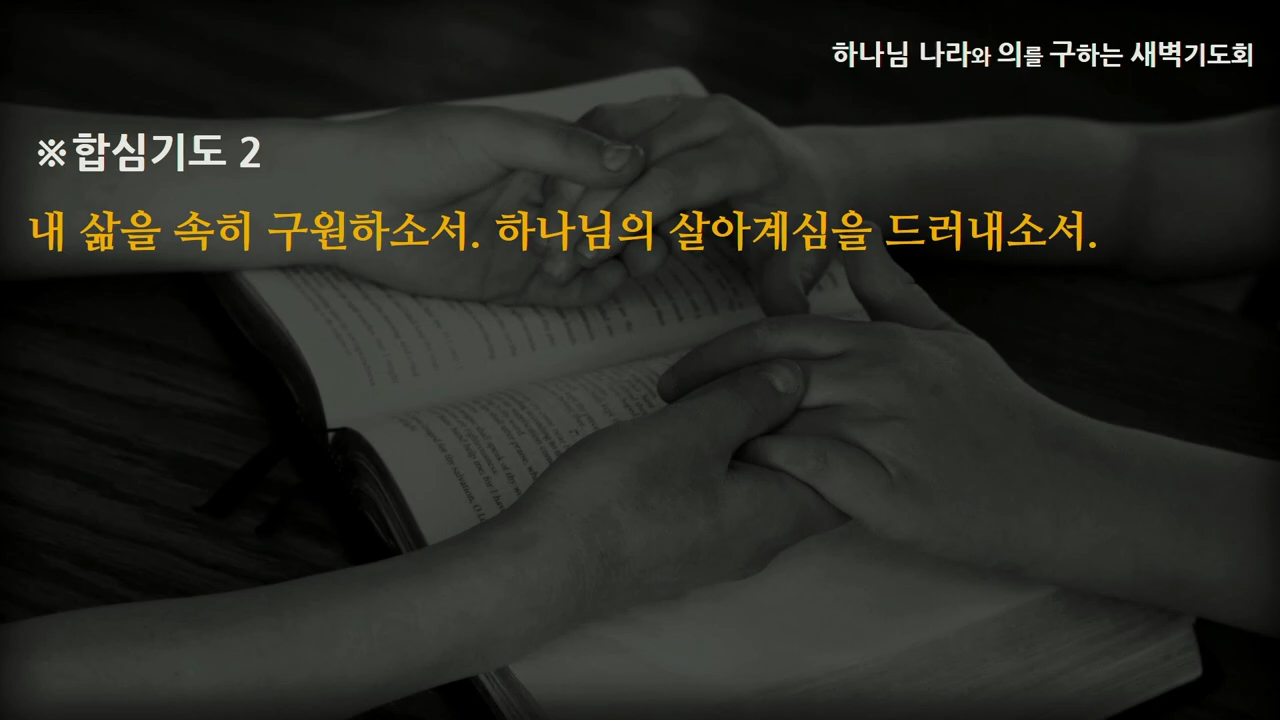 하나님 나라와 의를 구하는 새벽기도회
※합심기도 2
내 삶을 속히 구원하소서. 하나님의 살아계심을 드러내소서.